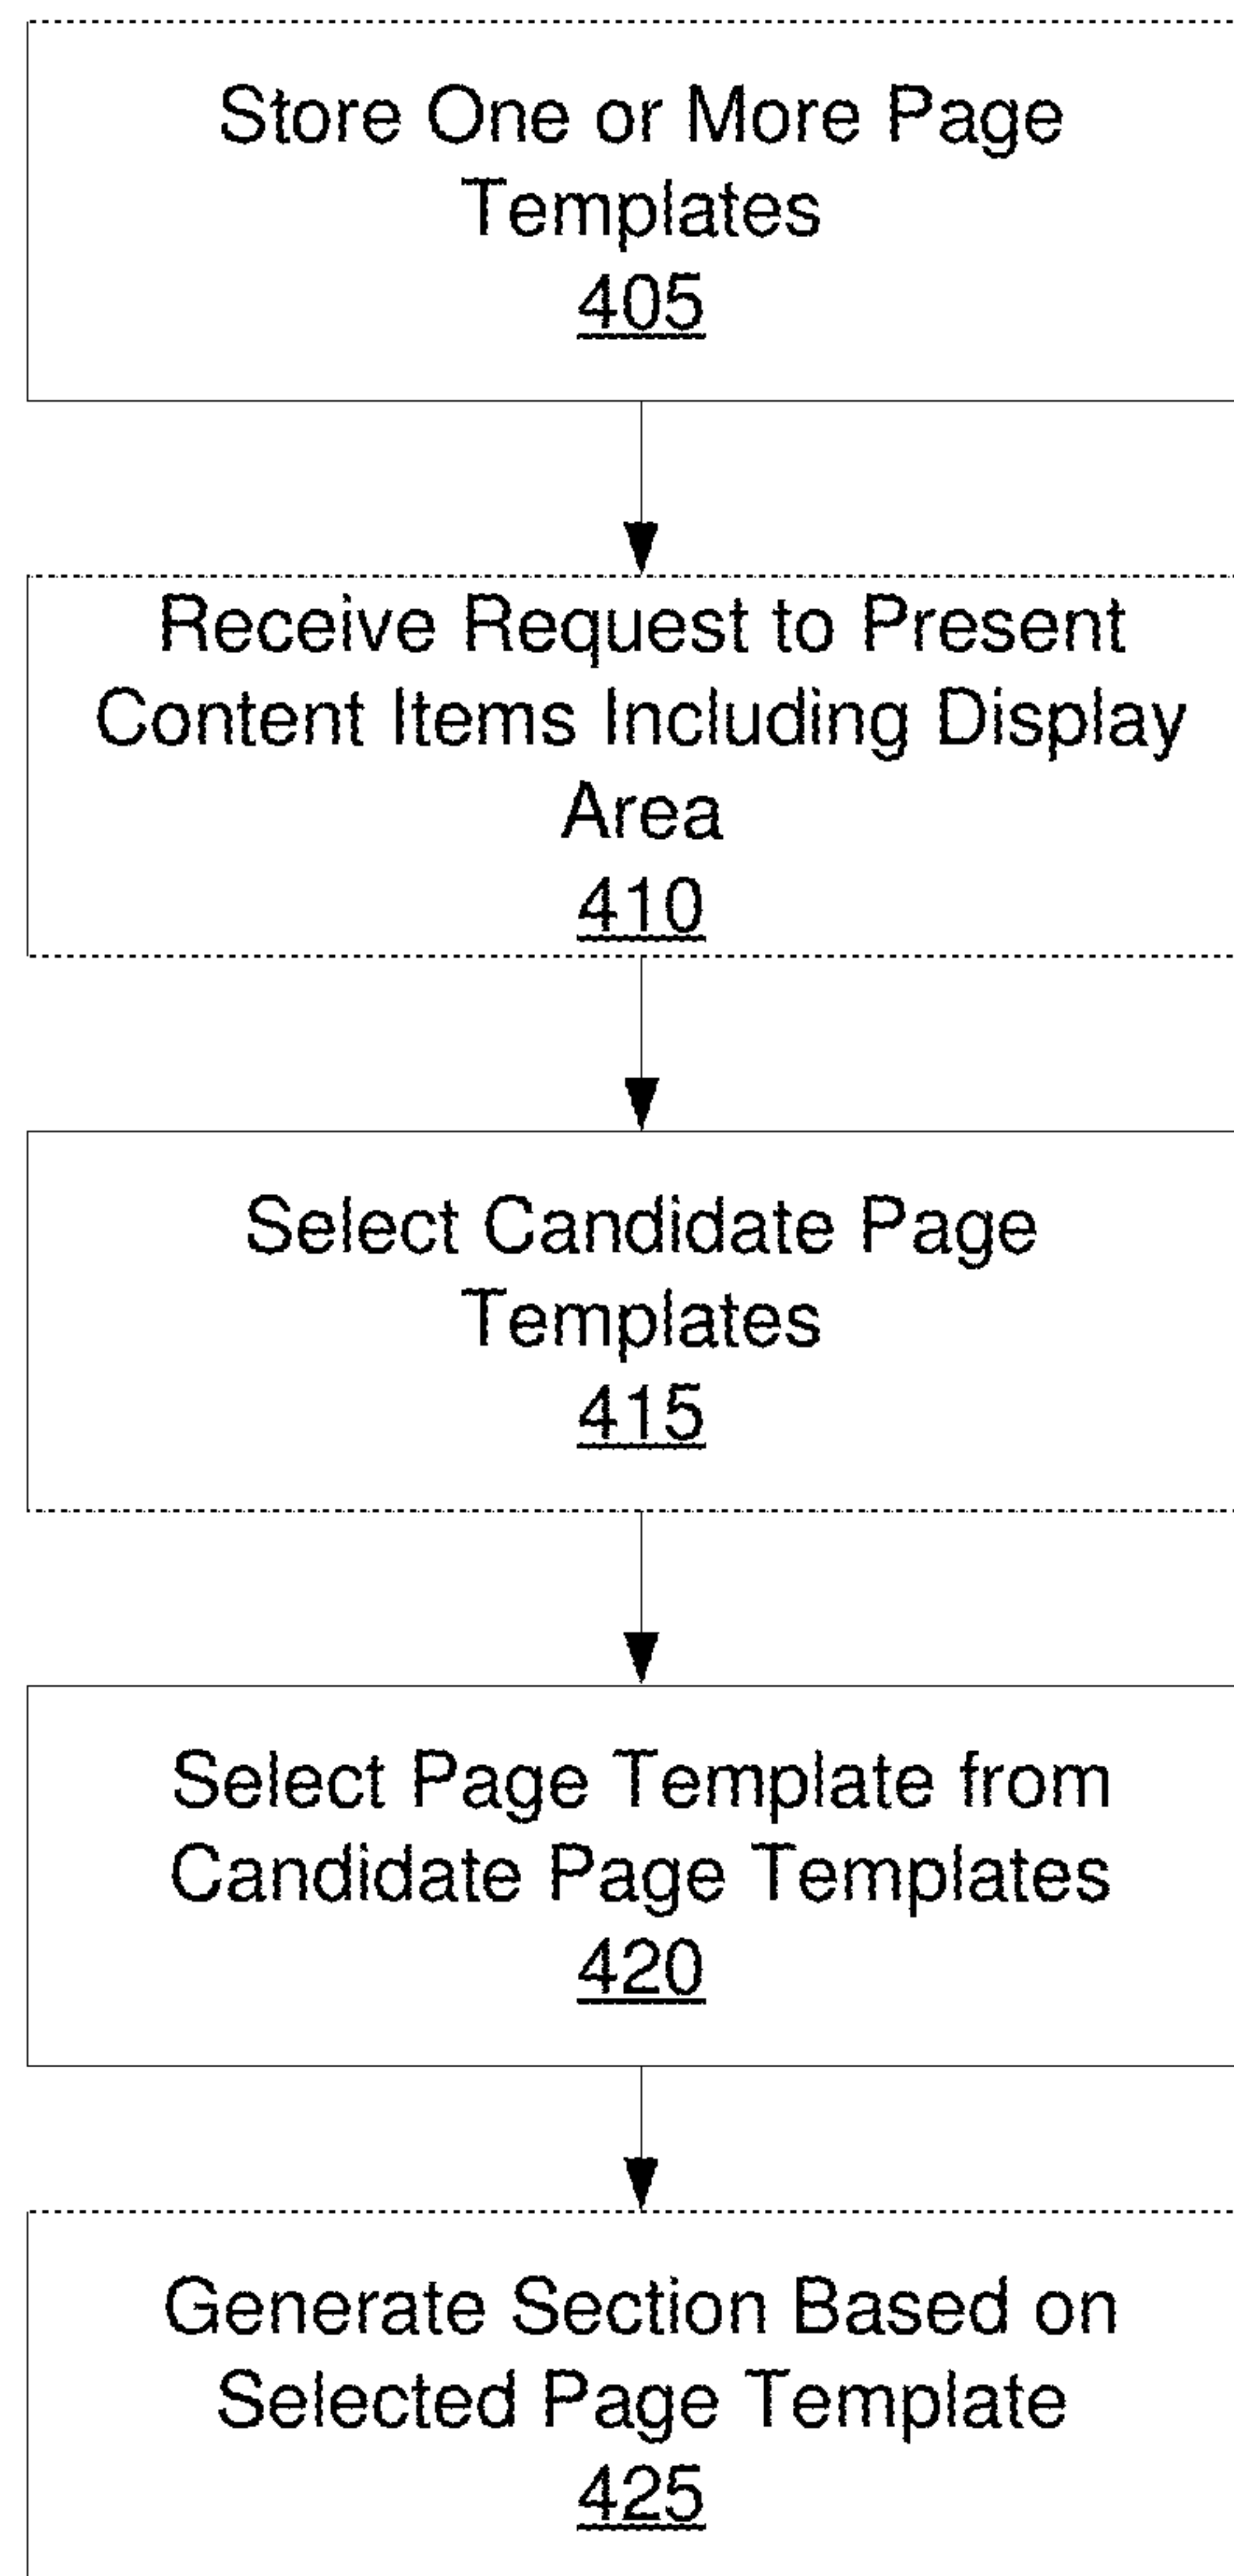 Store One or More Page
Templates
405
Receive Request to Present
Content Items Including Display
Area
410
Select Candidate Page
Templates
415
Select Page Template from
Candidate Page Templates
420
Generate Section Based on
Selected Page Template
425